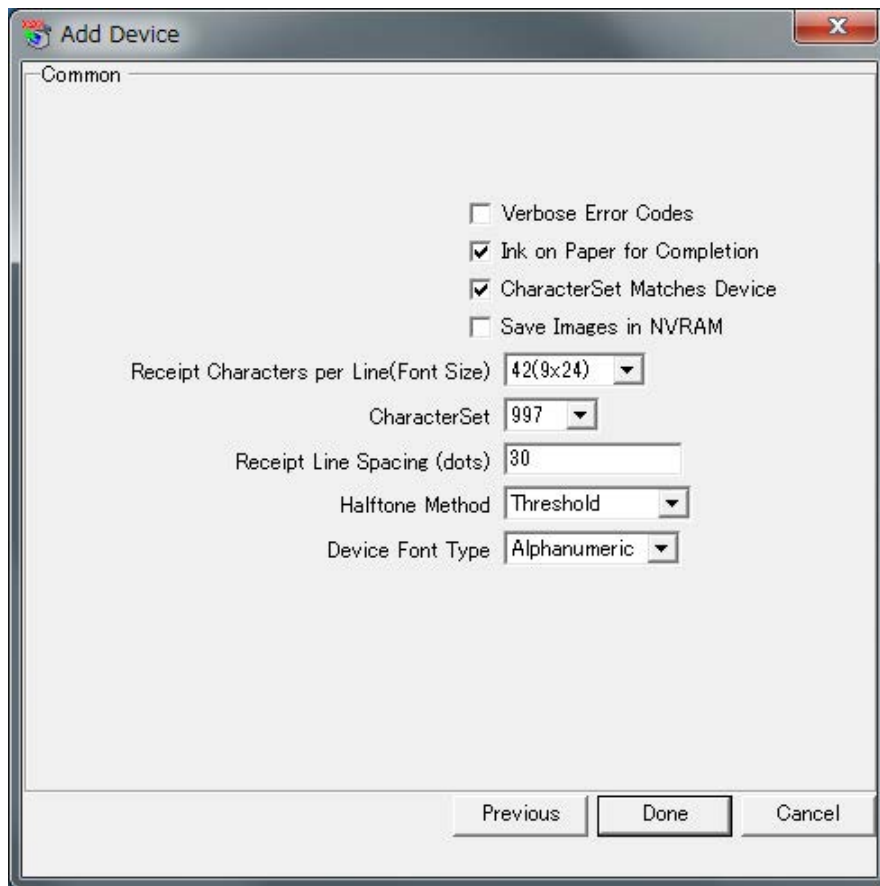 Add Device
Common
Verbose Error Codes
Ink on Paper for Completion
CharacterSet Matches Device
Save Images in NVRAM
Receipt Characters per Line(Font Size) 42(9x24)
CharacterSet 997
Receipt Line Spacing (dots) 30
Halftone Method Threshold
Device Font Type Alphanumeric
Previous Done Cancel